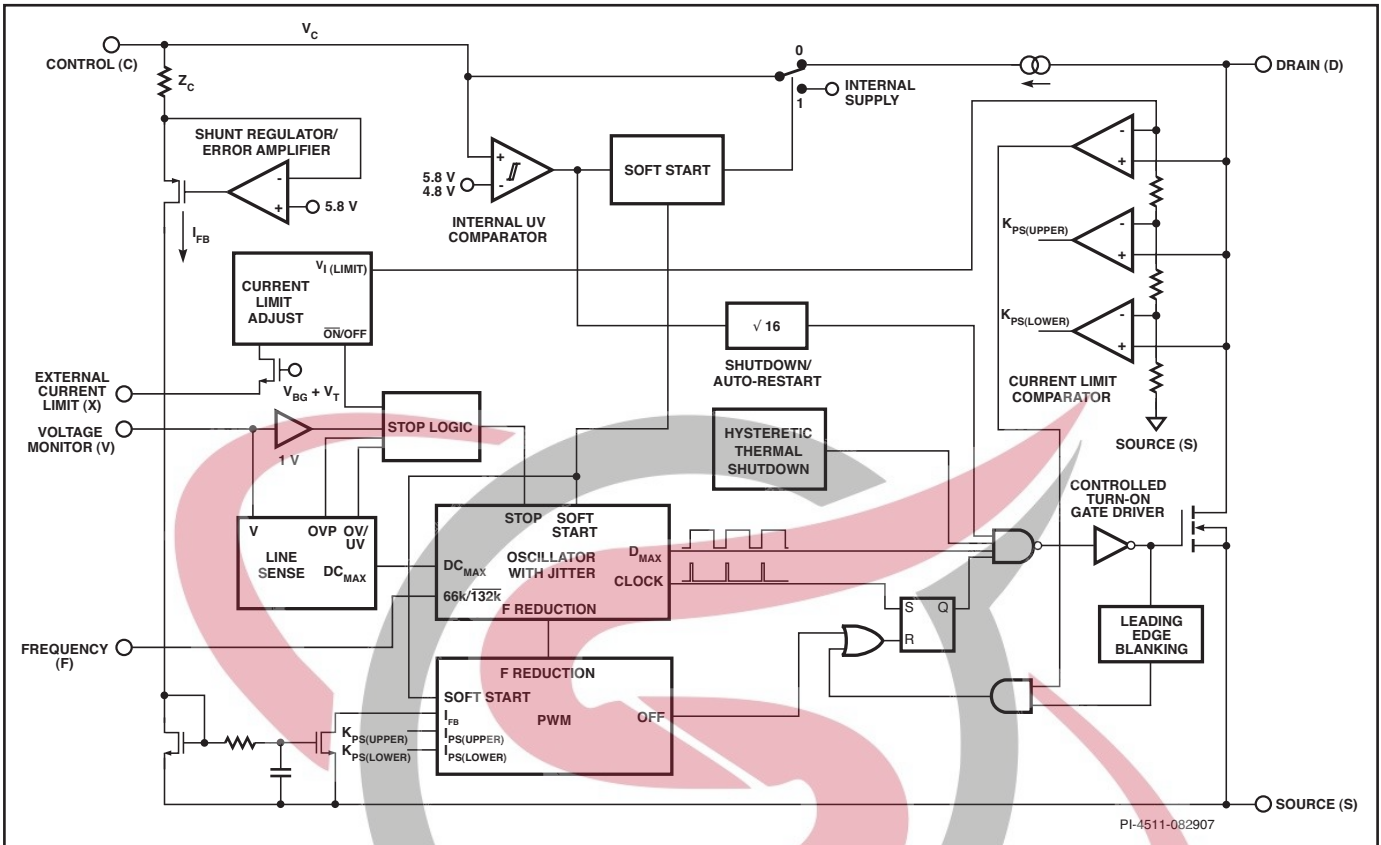 V_C
CONTROL (C)
Z_C
0
DRAIN (D)
INTERNAL
SUPPLY
1
SHUNT REGULATOR/
ERROR AMPLIFIER
-
+
5.8 V
I_FB
+
-
5.8 V
4.8 V
INTERNAL UV
COMPARATOR
SOFT START
-
+
K_PS(UPPER)
-
+
K_PS(LOWER)
-
+
CURRENT LIMIT
COMPARATOR
SOURCE (S)
V_I (LIMIT)
CURRENT
LIMIT
ADJUST
O̅N̅/OFF
√ 16
SHUTDOWN/
AUTO-RESTART
EXTERNAL
CURRENT
LIMIT (X)
V_BG + V_T
VOLTAGE
MONITOR (V)
1 V
STOP LOGIC
HYSTERETIC
THERMAL
SHUTDOWN
CONTROLLED
TURN-ON
GATE DRIVER
V
OVP
OV/
UV
LINE
SENSE
DC_MAX
STOP
SOFT
START
DC_MAX
OSCILLATOR
WITH JITTER
D_MAX
CLOCK
66k/1̅3̅2̅k̅
F REDUCTION
S
Q
R
LEADING
EDGE
BLANKING
FREQUENCY
(F)
F REDUCTION
SOFT START
I_FB
PWM
OFF
K_PS(UPPER)
I_PS(UPPER)
K_PS(LOWER)
I_PS(LOWER)
SOURCE (S)
PI-4511-082907